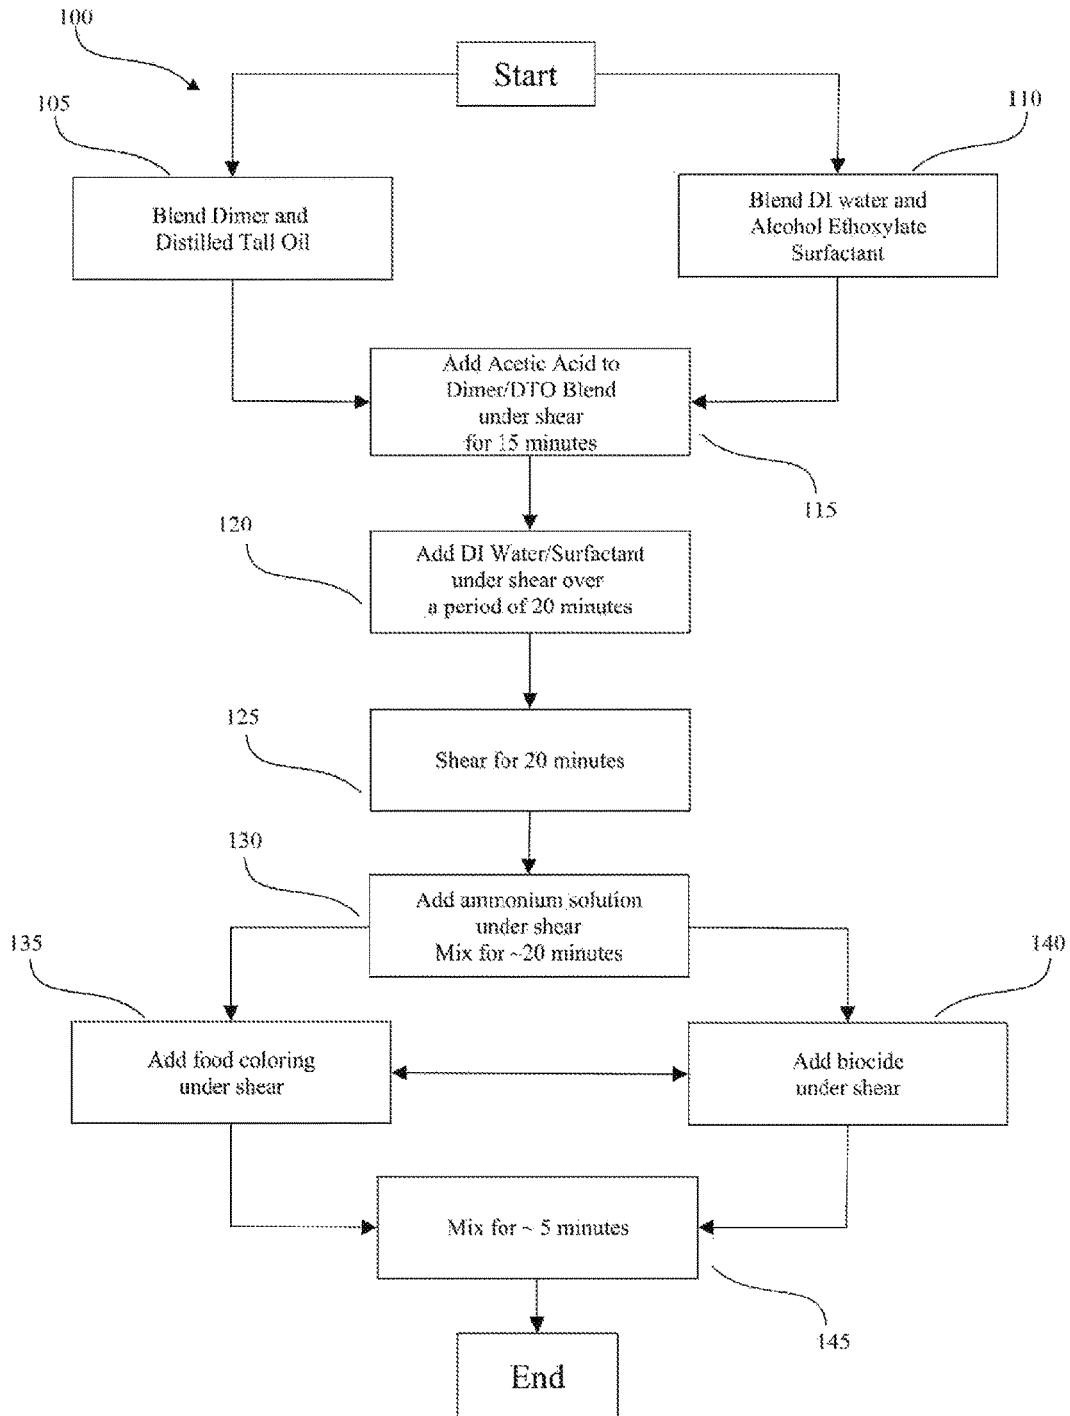 100
Start
105
110
Blend Dimer and
Distilled Tall Oil
Blend DI water and
Alcohol Ethoxylate
Surfactant
Add Acetic Acid to
Dimer/DTO Blend
under shear
for 15 minutes
115
120
Add DI Water/Surfactant
under shear over
a period of 20 minutes
125
Shear for 20 minutes
130
Add ammonium solution
under shear
Mix for ~20 minutes
135
140
Add food coloring
under shear
Add biocide
under shear
Mix for ~ 5 minutes
145
End